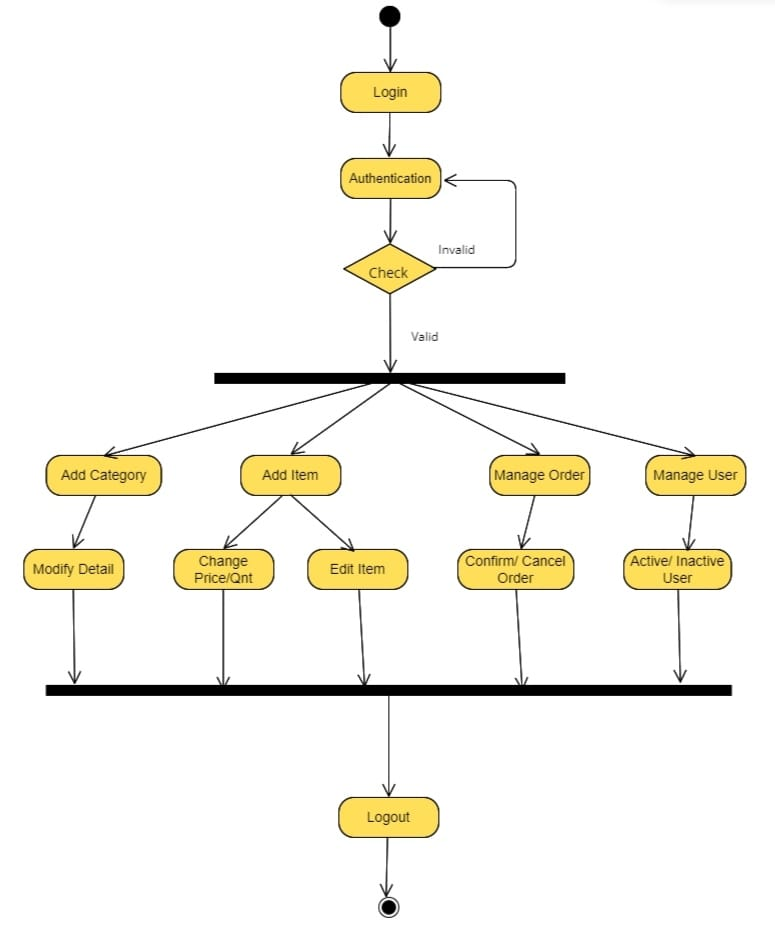 Login
Authentication
Invalid
Check
Valid
Add Category
Add Item
Manage Order
Manage User
Modify Detail
Change
Price/Qnt
Edit Item
Confirm/ Cancel
Order
Active/ Inactive
User
Logout